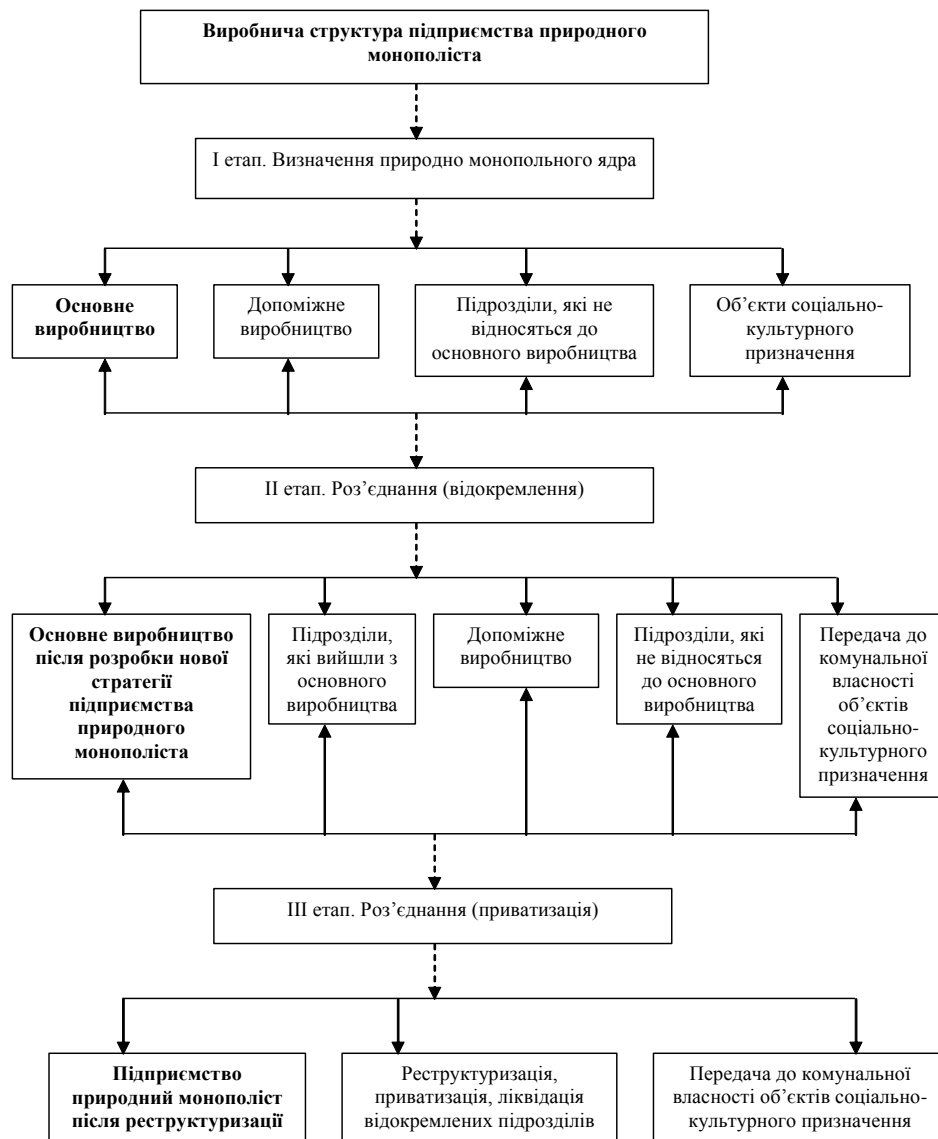 Виробнича структура підприємства природного
монополіста
I етап. Визначення природно монопольного ядра
Основне
виробництво
Допоміжне
виробництво
Підрозділи, які не
відносяться до
основного виробництва
Об’єкти соціально-
культурного
призначення
II етап. Роз’єднання (відокремлення)
Основне виробництво
після розробки нової
стратегії
підприємства
природного
монополіста
Підрозділи,
які вийшли з
основного
виробництва
Допоміжне
виробництво
Підрозділи, які
не відносяться
до основного
виробництва
Передача до
комунальної
власності
об’єктів
соціально-
культурного
призначення
III етап. Роз’єднання (приватизація)
Підприємство
природний монополіст
після реструктуризації
Реструктуризація,
приватизація, ліквідація
відокремлених підрозділів
Передача до комунальної
власності об’єктів соціально-
культурного призначення